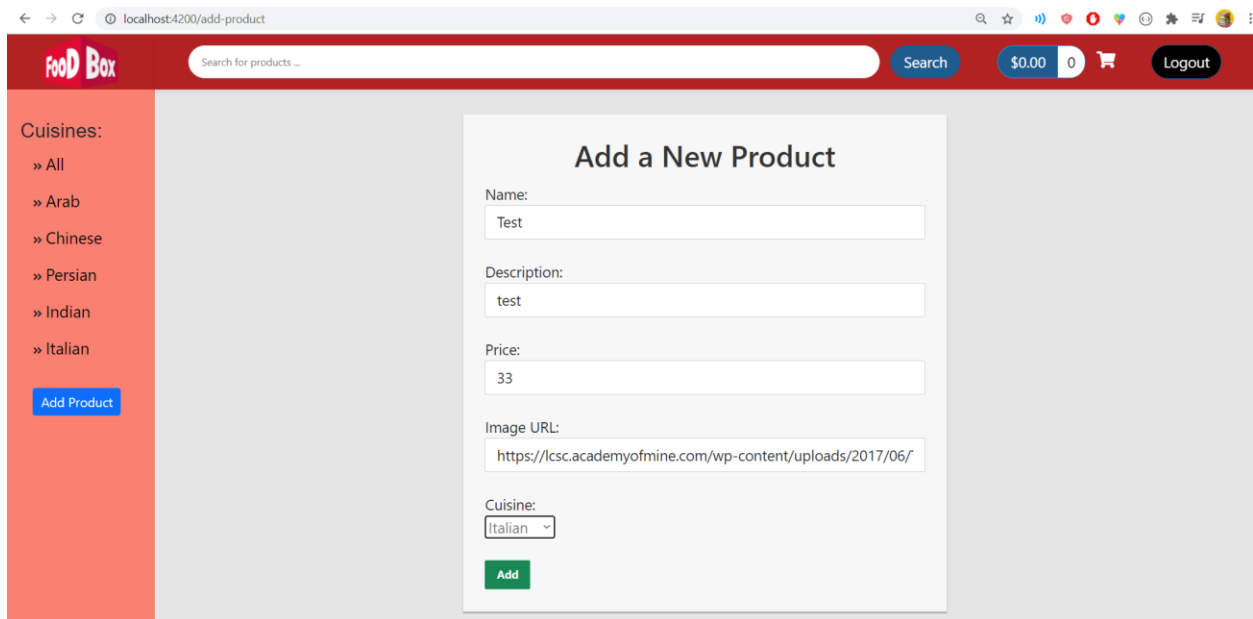 localhost:4200/add-product
FooD Box
Search for products ...
Search
$0.00 0
Logout
Cuisines:
» All
» Arab
» Chinese
» Persian
» Indian
» Italian
Add Product
Add a New Product
Name:
Test
Description:
test
Price:
33
Image URL:
https://lcsc.academyofmine.com/wp-content/uploads/2017/06/
Cuisine:
Italian
Add